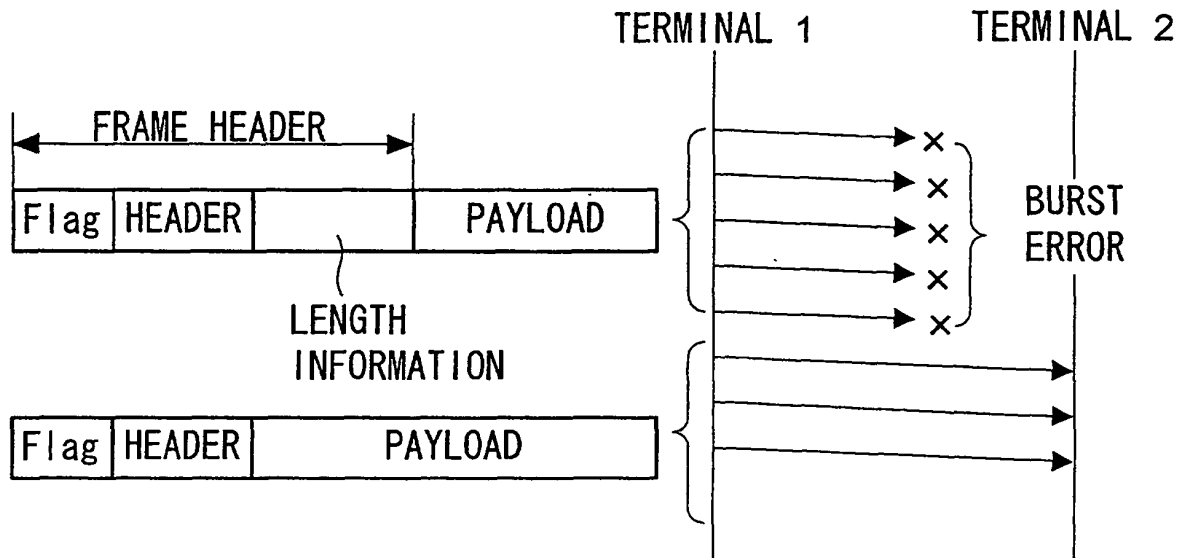 TERMINAL 1 TERMINAL 2
FRAME HEADER
Flag HEADER PAYLOAD
BURST
ERROR
LENGTH
INFORMATION
Flag HEADER PAYLOAD